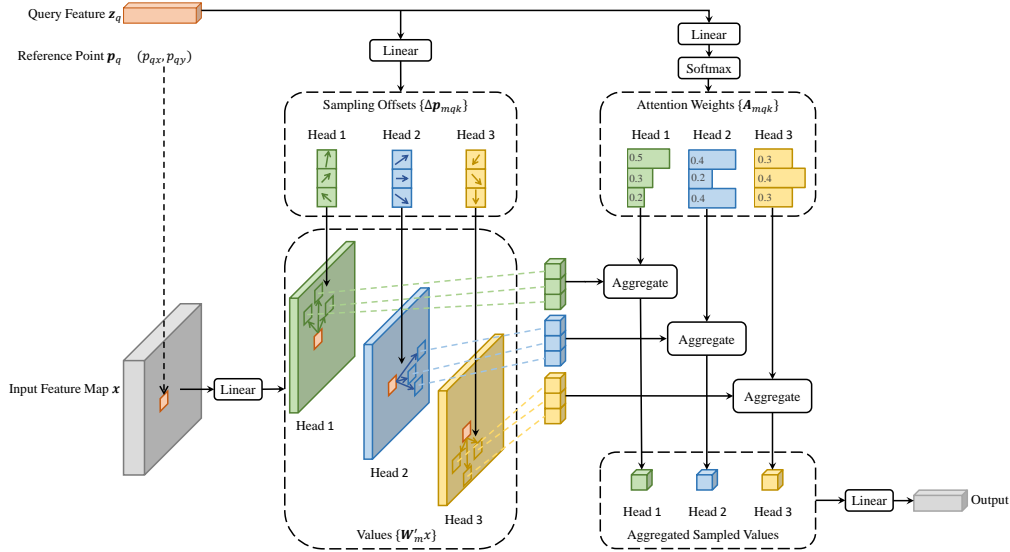 Query Feature z_q
Reference Point p_q (p_qx, p_qy)
Linear
Linear
Softmax
Sampling Offsets {Δp_mqk}
Head 1 Head 2 Head 3
Attention Weights {A_mqk}
Head 1 Head 2 Head 3
0.5 0.4 0.3
0.3 0.2 0.4
0.2 0.4 0.3
Aggregate
Aggregate
Aggregate
Input Feature Map x
Linear
Head 1
Head 2
Head 3
Values {W'_m x}
Head 1 Head 2 Head 3
Aggregated Sampled Values
Linear
Output